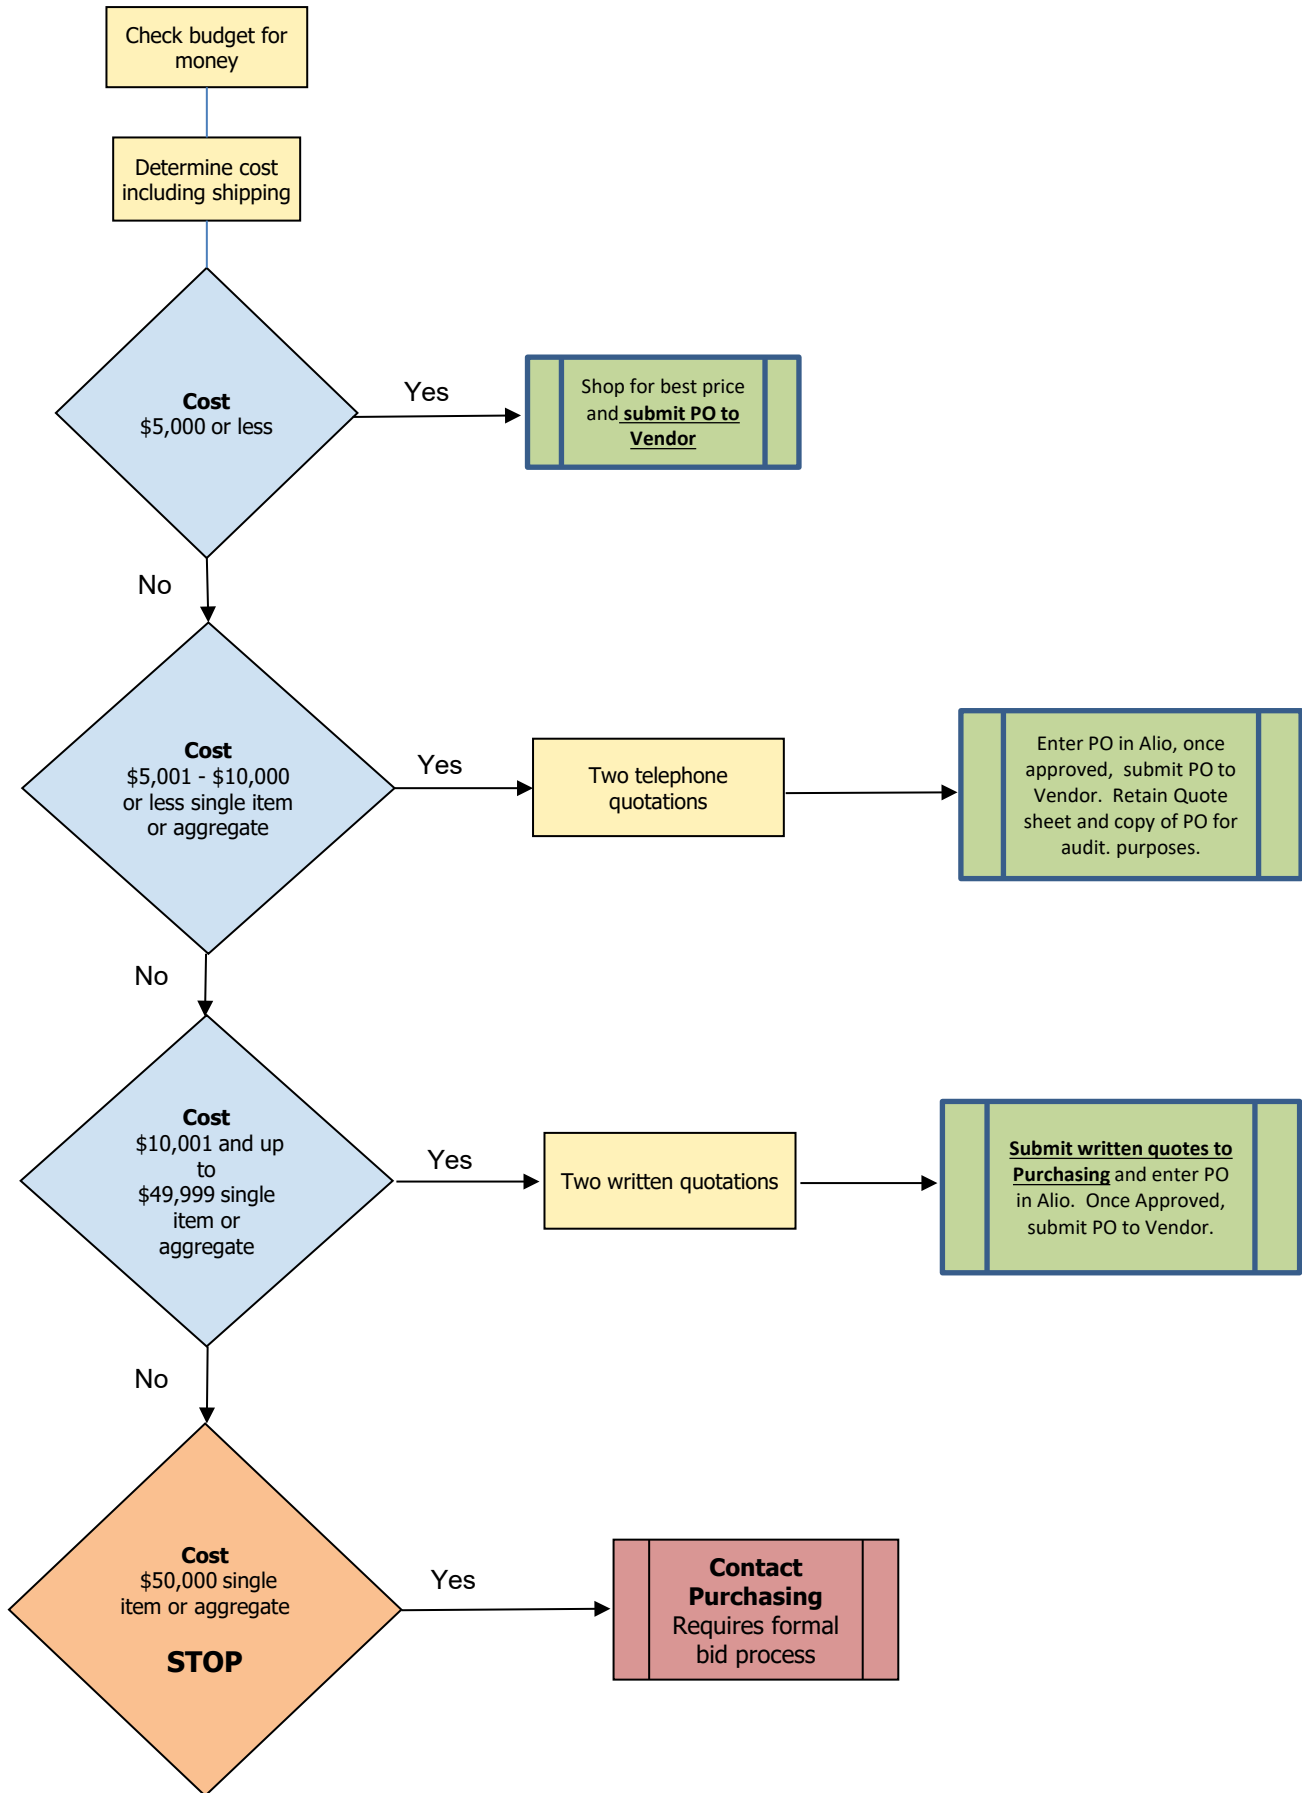 Check budget for
money
Determine cost
including shipping
Cost
$5,000 or less
Yes
Shop for best price
and submit PO to
Vendor
No
Cost
$5,001 - $10,000
or less single item
or aggregate
Yes
Two telephone
quotations
Enter PO in Alio, once
approved, submit PO to
Vendor. Retain Quote
sheet and copy of PO for
audit. purposes.
No
Cost
$10,001 and up
to
$49,999 single
item or
aggregate
Yes
Two written quotations
Submit written quotes to
Purchasing and enter PO
in Alio. Once Approved,
submit PO to Vendor.
No
Cost
$50,000 single
item or aggregate
STOP
Yes
Contact
Purchasing
Requires formal
bid process